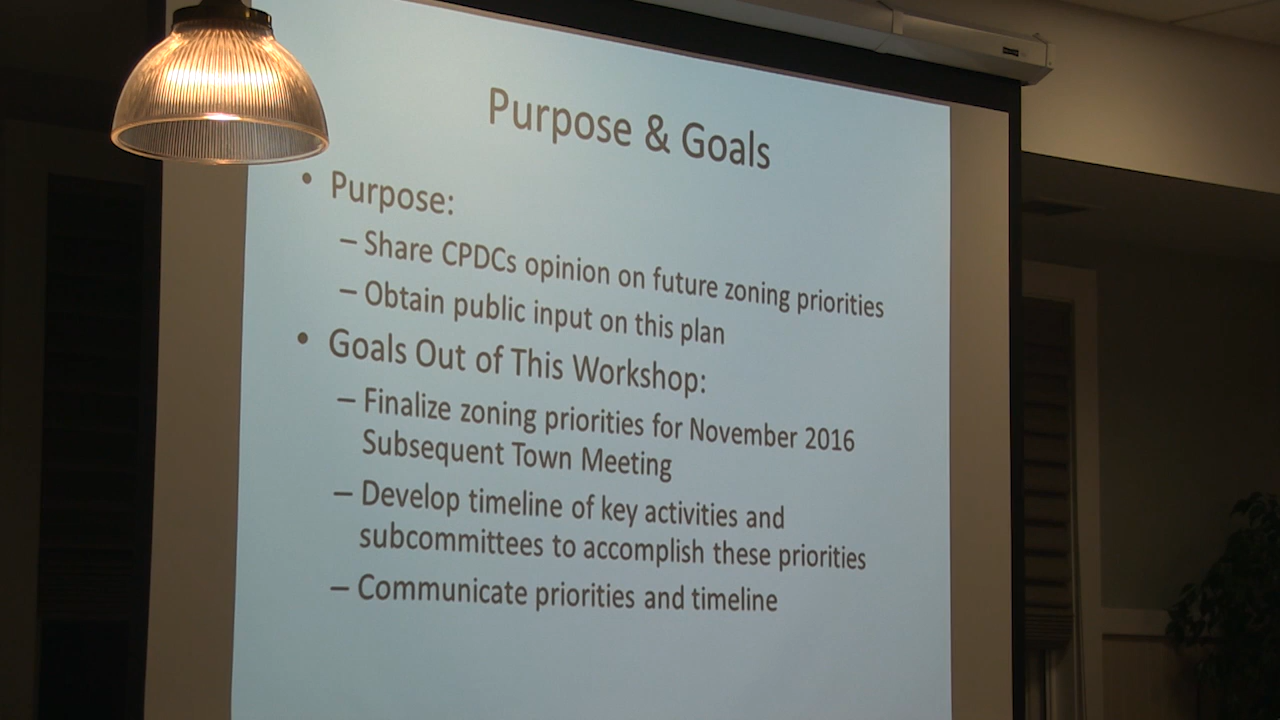 Purpose & Goals
• Purpose:
– Share CPDCs opinion on future zoning priorities
– Obtain public input on this plan
• Goals Out of This Workshop:
– Finalize zoning priorities for November 2016
Subsequent Town Meeting
– Develop timeline of key activities and
subcommittees to accomplish these priorities
– Communicate priorities and timeline